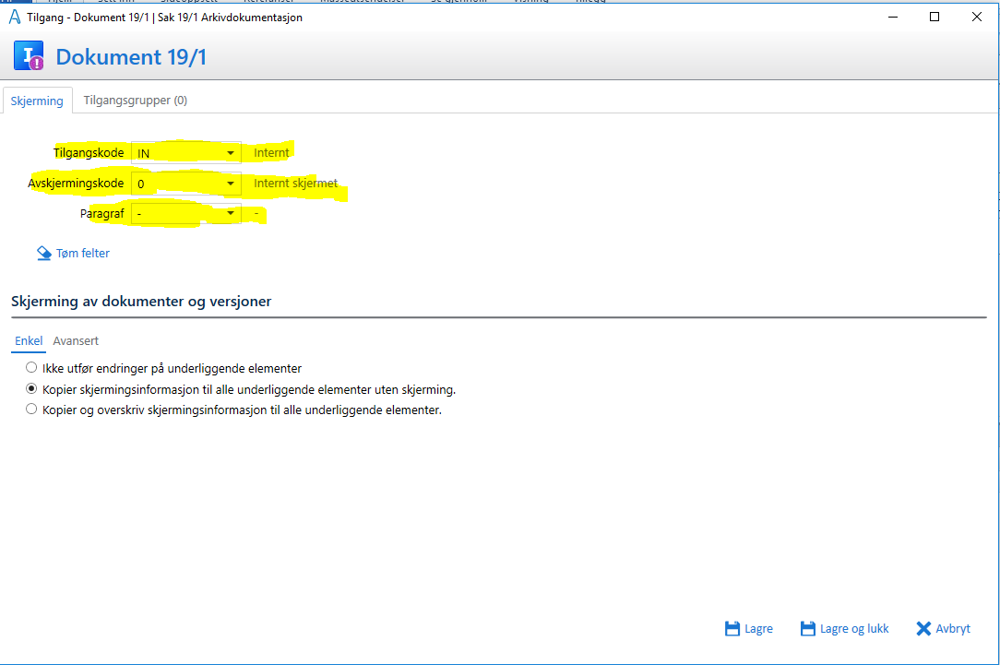 Tilgang - Dokument 19/1 | Sak 19/1 Arkivdokumentasjon
Dokument 19/1
Skjerming Tilgangsgrupper (0)
Tilgangskode IN Internt
Avskjermingskode 0 Internt skjermet
Paragraf - -
Tøm felter
Skjerming av dokumenter og versjoner
Enkel Avansert
Ikke utfør endringer på underliggende elementer
Kopier skjermingsinformasjon til alle underliggende elementer uten skjerming.
Kopier og overskriv skjermingsinformasjon til alle underliggende elementer.
Lagre Lagre og lukk Avbryt